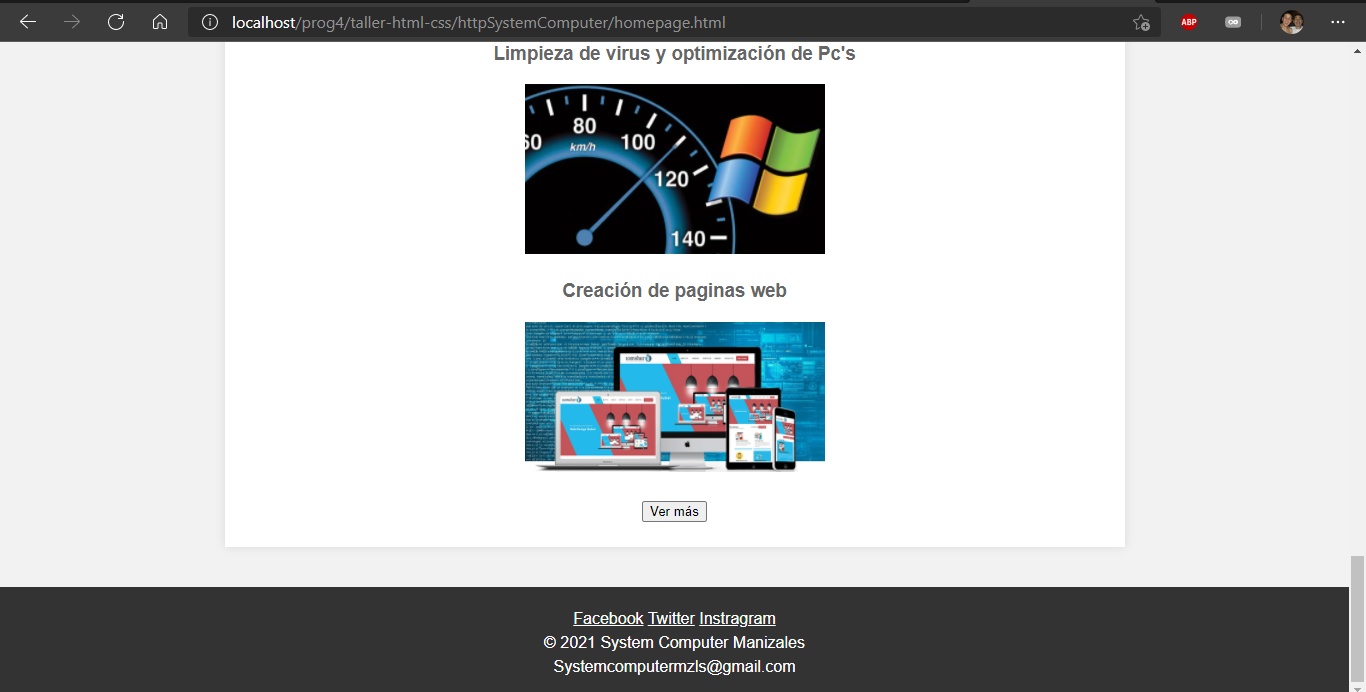 localhost/prog4/taller-html-css/httpSystemComputer/homepage.html
ABP
Limpieza de virus y optimización de Pc's
60 80 100 120 140
km/h
Creación de paginas web
Ver más
Facebook Twitter Instragram
© 2021 System Computer Manizales
Systemcomputermzls@gmail.com